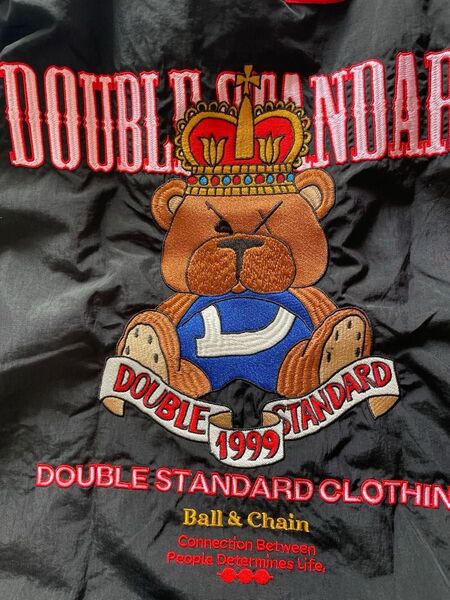 DOUBLE STANDAR
DOUBLE STANDARD
1999
DOUBLE STANDARD CLOTHIN
Ball & Chain
Connection Between
People Determines Life.